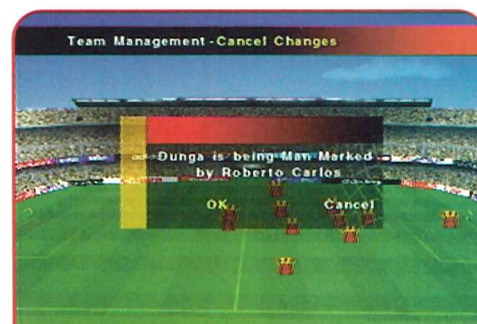 Team Management - Cancel Changes
Dunga is being Man Marked
by Roberto Carlos
OK Cancel